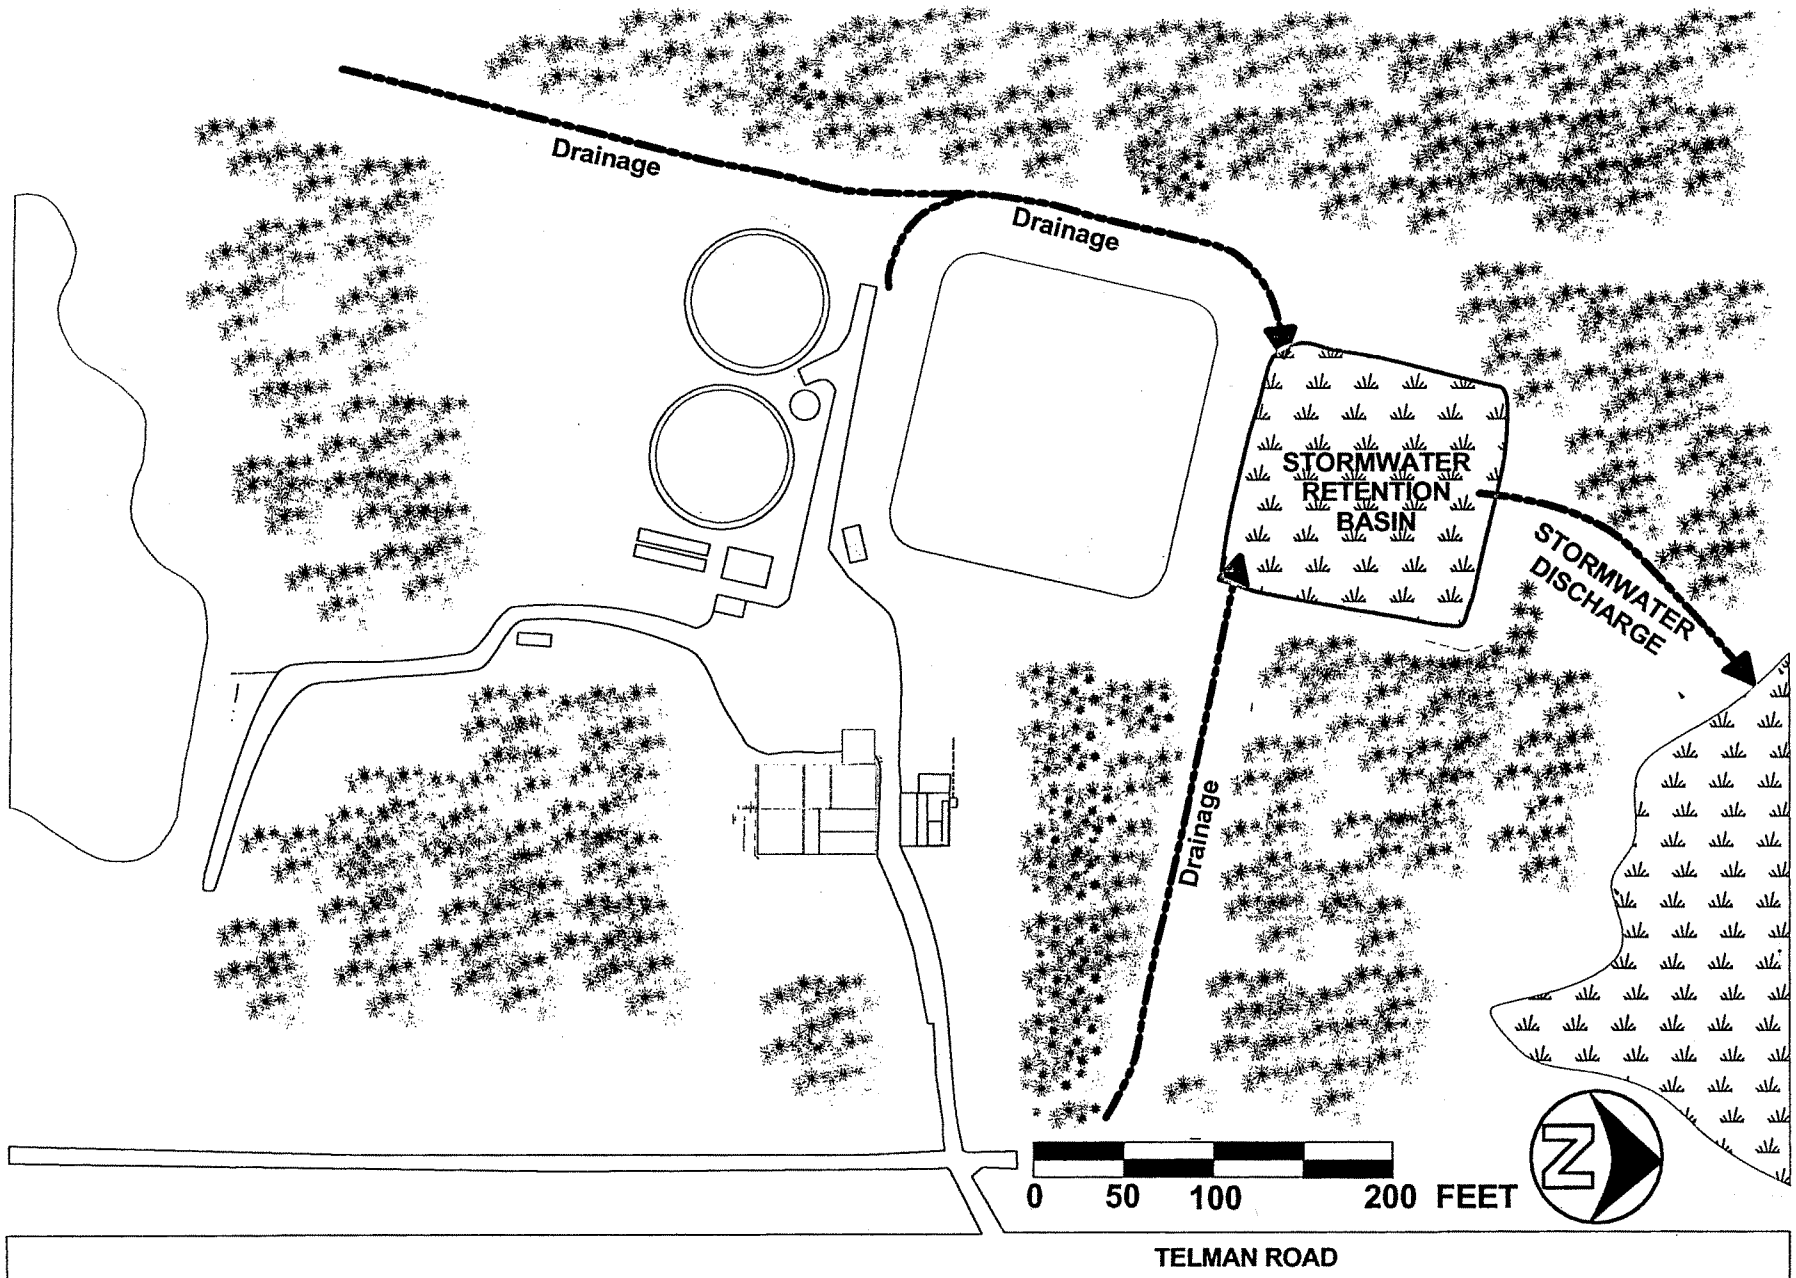 Drainage
Drainage
STORMWATER
RETENTION
BASIN
STORMWATER
DISCHARGE
Drainage
N
0 50 100 200 FEET
TELMAN ROAD